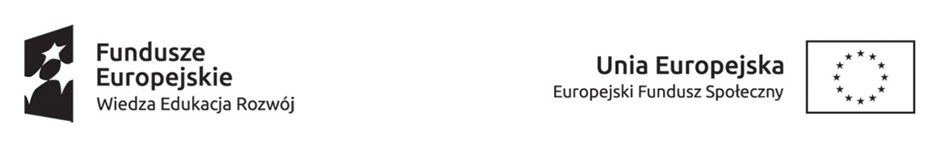 Fundusze
Europejskie
Wiedza Edukacja Rozwój
Unia Europejska
Europejski Fundusz Społeczny